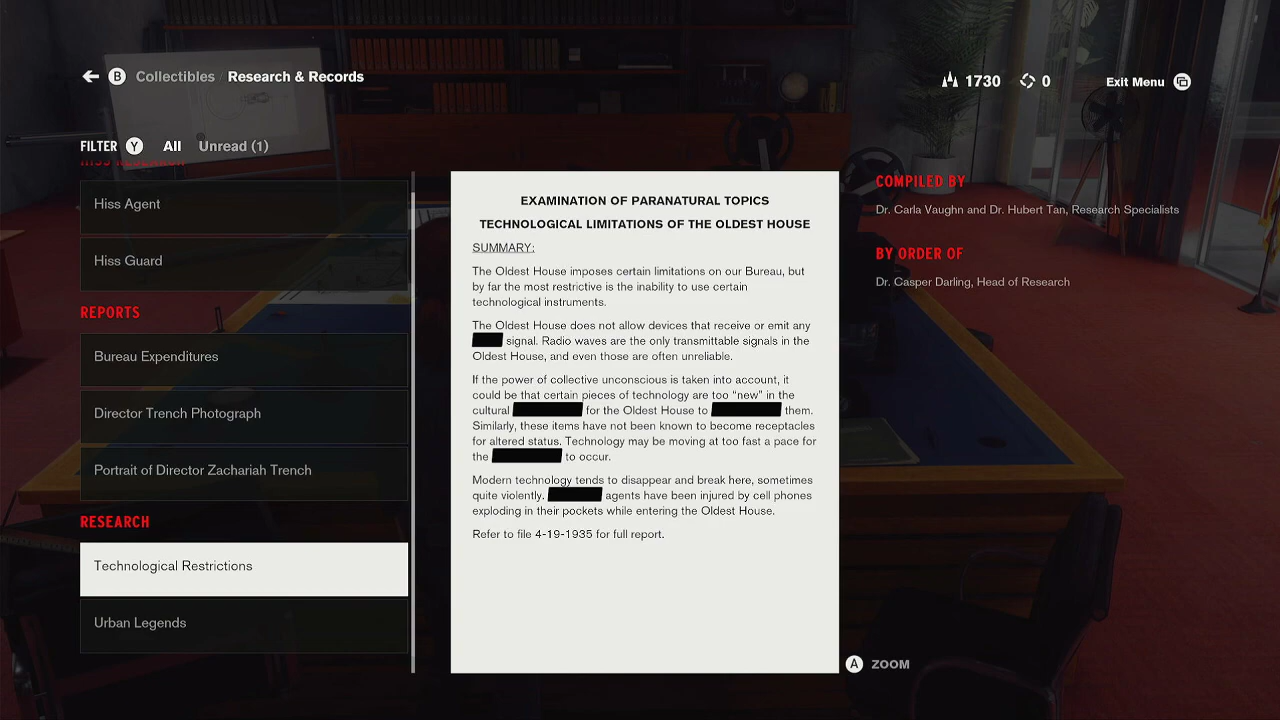 B Collectibles / Research & Records
1730
0
Exit Menu
FILTER Y All Unread (1)
HISS RESEARCH
Hiss Agent
Hiss Guard
REPORTS
Bureau Expenditures
Director Trench Photograph
Portrait of Director Zachariah Trench
RESEARCH
Technological Restrictions
Urban Legends
EXAMINATION OF PARANATURAL TOPICS
TECHNOLOGICAL LIMITATIONS OF THE OLDEST HOUSE
SUMMARY:
The Oldest House imposes certain limitations on our Bureau, but
by far the most restrictive is the inability to use certain
technological instruments.
The Oldest House does not allow devices that receive or emit any
signal. Radio waves are the only transmittable signals in the
Oldest House, and even those are often unreliable.
If the power of collective unconscious is taken into account, it
could be that certain pieces of technology are too “new” in the
cultural for the Oldest House to them.
Similarly, these items have not been known to become receptacles
for altered status. Technology may be moving at too fast a pace for
the to occur.
Modern technology tends to disappear and break here, sometimes
quite violently. agents have been injured by cell phones
exploding in their pockets while entering the Oldest House.
Refer to file 4-19-1935 for full report.
COMPILED BY
Dr. Carla Vaughn and Dr. Hubert Tan, Research Specialists
BY ORDER OF
Dr. Casper Darling, Head of Research
A ZOOM